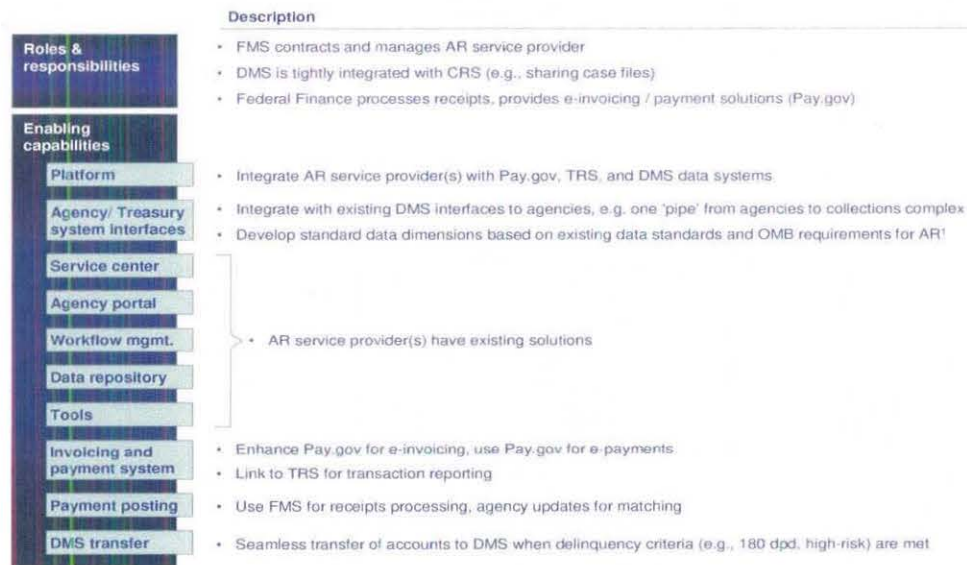 Description
Roles &
responsibilities
• FMS contracts and manages AR service provider
• DMS is tightly integrated with CRS (e.g., sharing case files)
• Federal Finance processes receipts, provides e-invoicing / payment solutions (Pay.gov)
Enabling
capabilities
Platform
• Integrate AR service provider(s) with Pay.gov, TRS, and DMS data systems
Agency/ Treasury
system interfaces
• Integrate with existing DMS interfaces to agencies, e.g. one 'pipe' from agencies to collections complex
• Develop standard data dimensions based on existing data standards and OMB requirements for AR¹
Service center
Agency portal
Workflow mgmt.
Data repository
Tools
• AR service provider(s) have existing solutions
Invoicing and
payment system
• Enhance Pay.gov for e-invoicing, use Pay.gov for e-payments
• Link to TRS for transaction reporting
Payment posting
• Use FMS for receipts processing, agency updates for matching
DMS transfer
• Seamless transfer of accounts to DMS when delinquency criteria (e.g., 180 dpd, high-risk) are met